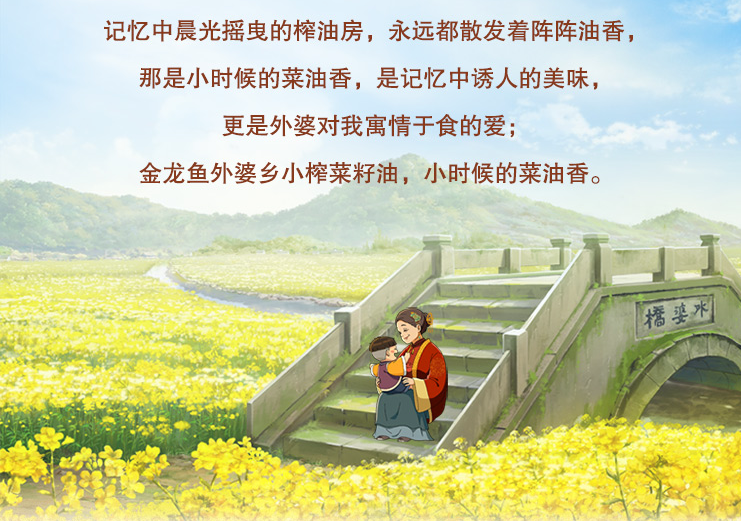 记忆中晨光摇曳的榨油房，永远都散发着阵阵油香，
那是小时候的菜油香，是记忆中诱人的美味，
更是外婆对我寓情于食的爱；
金龙鱼外婆乡小榨菜籽油，小时候的菜油香。
橋婆水